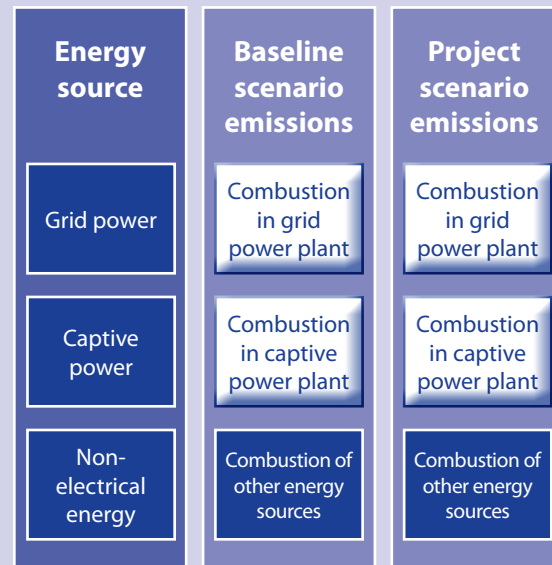 Energy
source
Baseline
scenario
emissions
Project
scenario
emissions
Grid power
Combustion
in grid
power plant
Combustion
in grid
power plant
Captive
power
Combustion
in captive
power plant
Combustion
in captive
power plant
Non-
electrical
energy
Combustion of
other energy
sources
Combustion of
other energy
sources